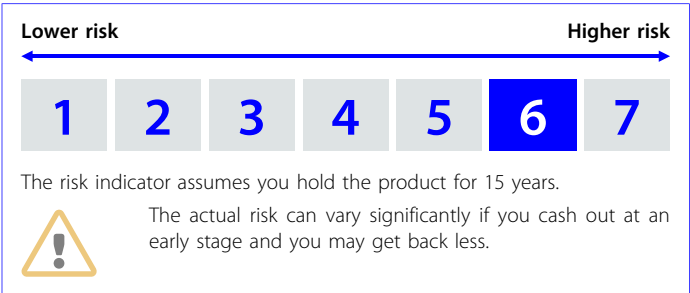 Lower risk Higher risk
1 2 3 4 5 6 7
The risk indicator assumes you hold the product for 15 years.
The actual risk can vary significantly if you cash out at an
early stage and you may get back less.